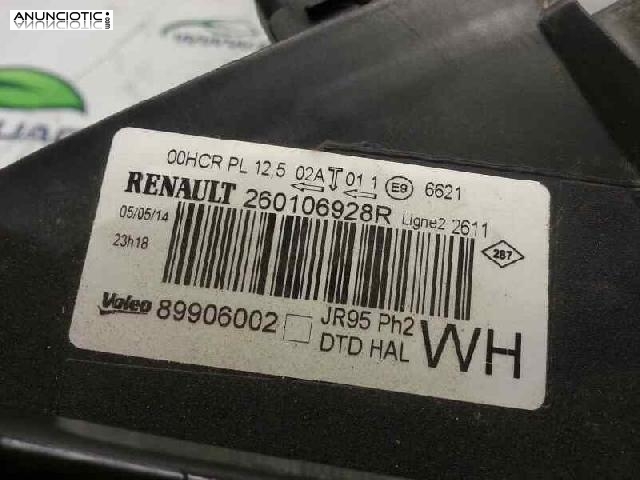 ANUNCIOTIC.com
00HCR PL 12,5 02A 01 1 E9 6621
RENAULT 260106928R Ligne2 2611
05/05/14
23h18
287
Valeo 89906002 JR95 Ph2
DTD HAL
WH